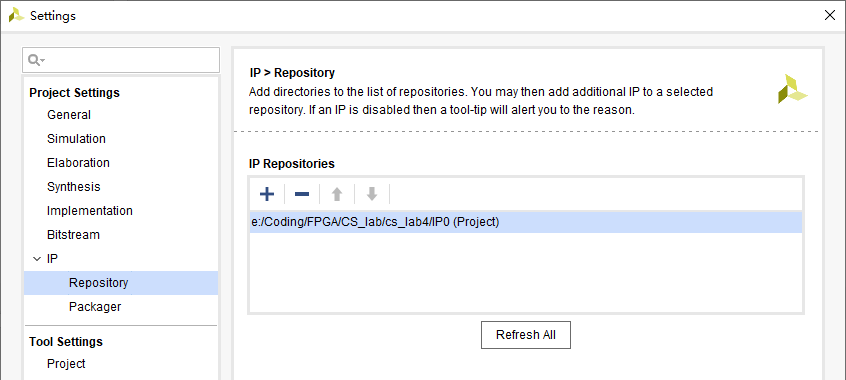 Settings
Project Settings
General
Simulation
Elaboration
Synthesis
Implementation
Bitstream
IP
Repository
Packager
Tool Settings
Project
IP > Repository
Add directories to the list of repositories. You may then add additional IP to a selected
repository. If an IP is disabled then a tool-tip will alert you to the reason.
IP Repositories
e:/Coding/FPGA/CS_lab/cs_lab4/IP0 (Project)
Refresh All